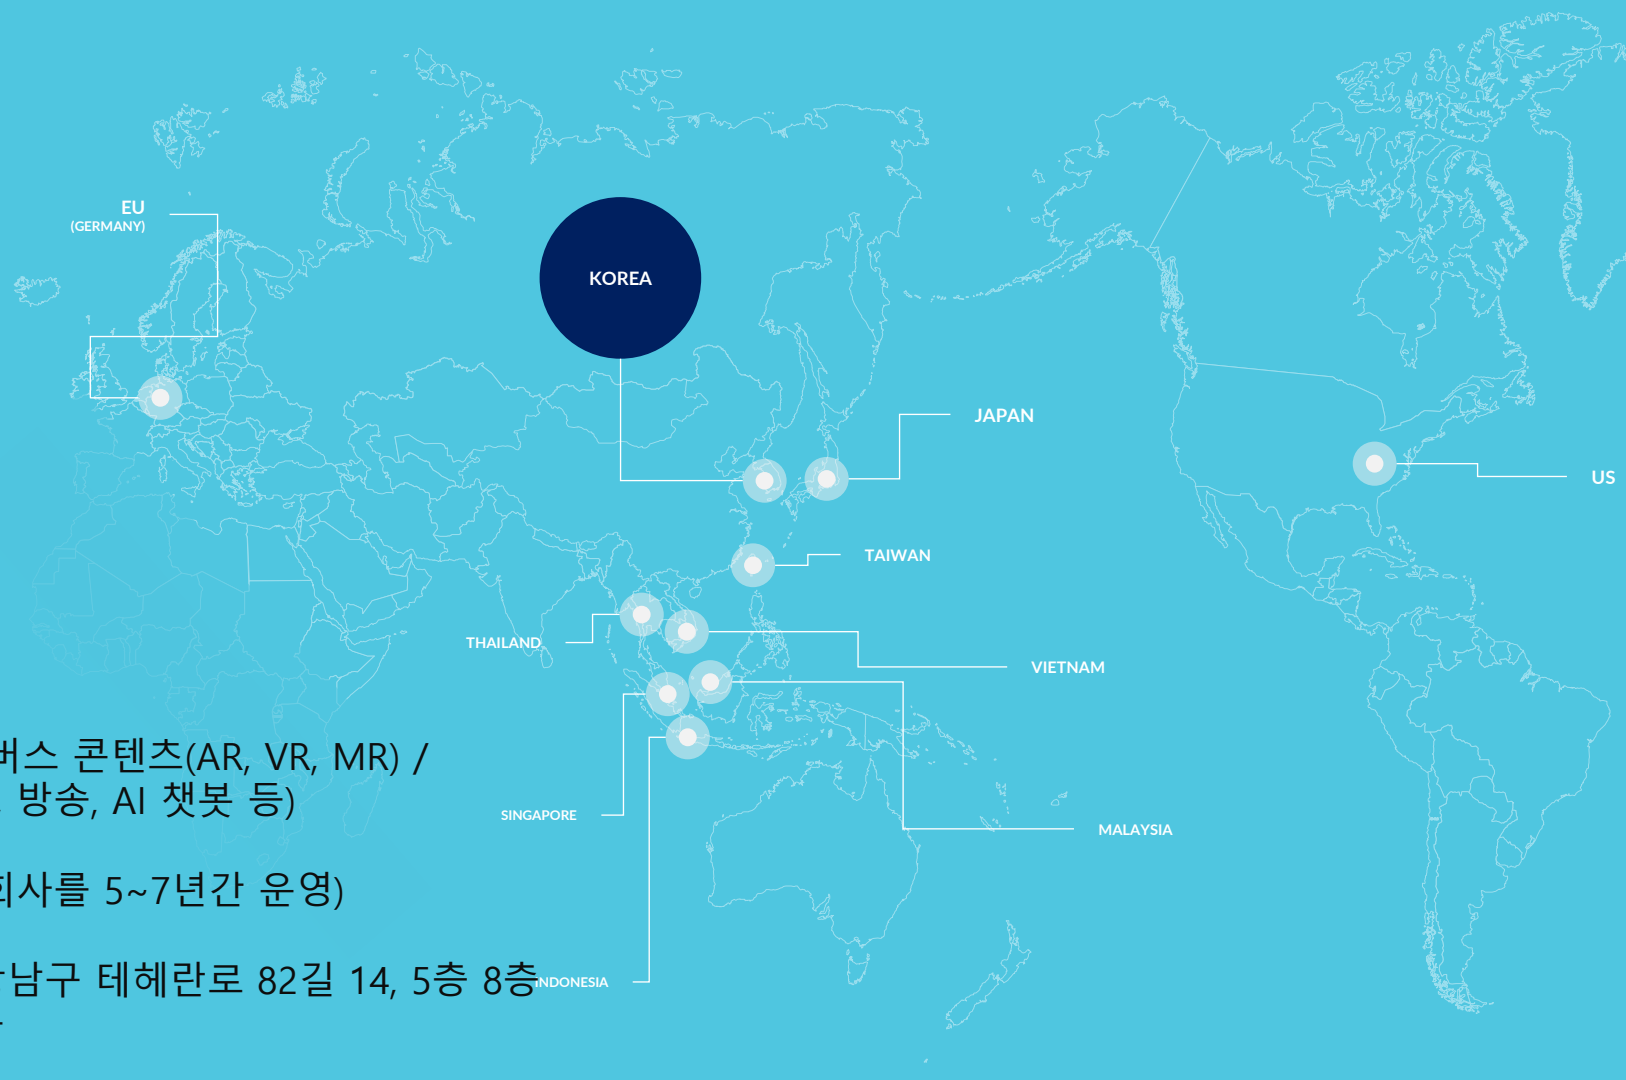 EU
(GERMANY)
KOREA
JAPAN
US
TAIWAN
THAILAND
VIETNAM
버스 콘텐츠(AR, VR, MR) /
방송, AI 챗봇 등)
SINGAPORE
MALAYSIA
회사를 5~7년간 운영)
강남구 테헤란로 82길 14, 5층 8층
INDONESIA